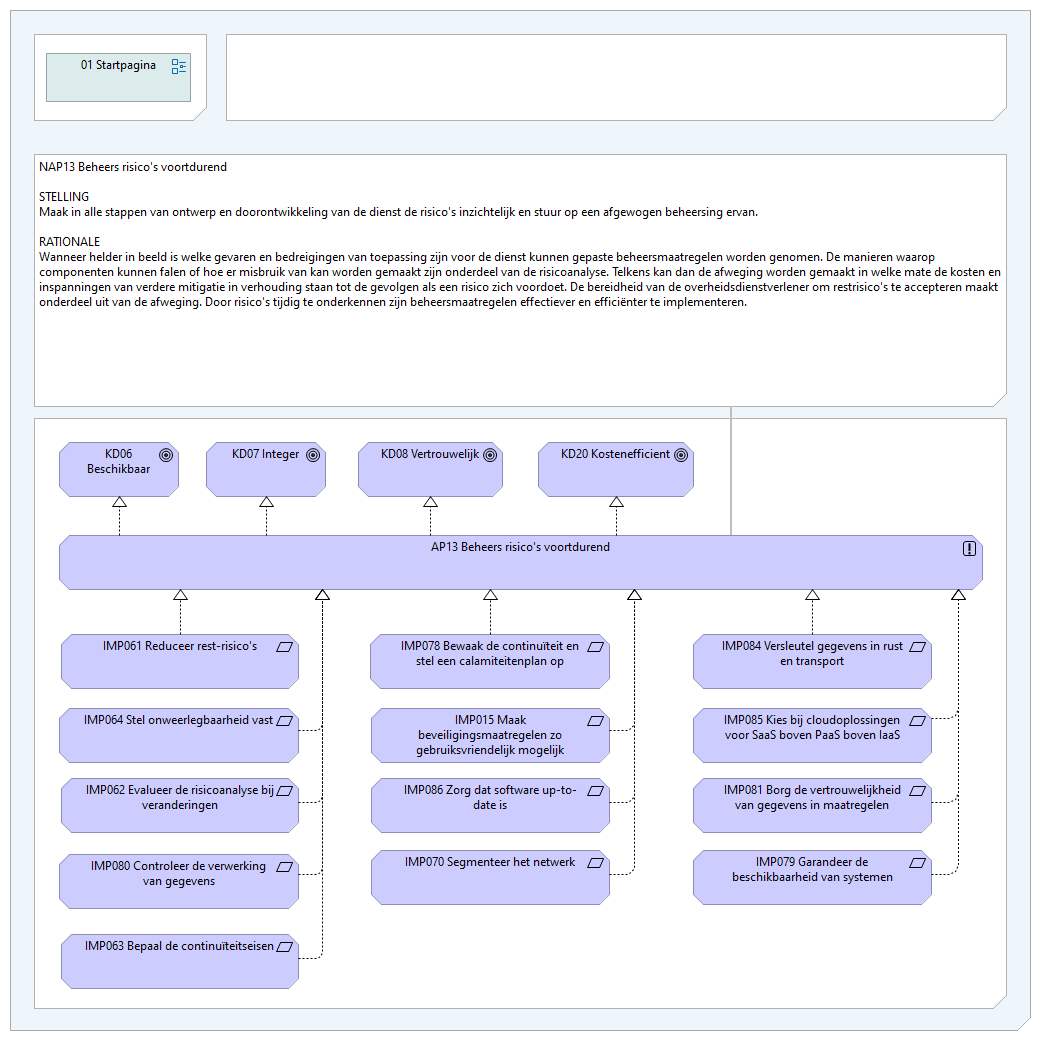 01 Startpagina
NAP13 Beheers risico's voortdurend
STELLING
Maak in alle stappen van ontwerp en doorontwikkeling van de dienst de risico's inzichtelijk en stuur op een afgewogen beheersing ervan.
RATIONALE
Wanneer helder in beeld is welke gevaren en bedreigingen van toepassing zijn voor de dienst kunnen gepaste beheersmaatregelen worden genomen. De manieren waarop
componenten kunnen falen of hoe er misbruik van kan worden gemaakt zijn onderdeel van de risicoanalyse. Telkens kan dan de afweging worden gemaakt in welke mate de kosten en
inspanningen van verdere mitigatie in verhouding staan tot de gevolgen als een risico zich voordoet. De bereidheid van de overheidsdienstverlener om restrisico's te accepteren maakt
onderdeel uit van de afweging. Door risico's tijdig te onderkennen zijn beheersmaatregelen effectiever en efficiënter te implementeren.
KD06
Beschikbaar
KD07 Integer
KD08 Vertrouwelijk
KD20 Kostenefficient
AP13 Beheers risico's voortdurend
IMP061 Reduceer rest-risico's
IMP078 Bewaak de continuïteit en
stel een calamiteitenplan op
IMP084 Versleutel gegevens in rust
en transport
IMP064 Stel onweerlegbaarheid vast
IMP015 Maak
beveiligingsmaatregelen zo
gebruiksvriendelijk mogelijk
IMP085 Kies bij cloudoplossingen
voor SaaS boven PaaS boven IaaS
IMP062 Evalueer de risicoanalyse bij
veranderingen
IMP086 Zorg dat software up-to-
date is
IMP081 Borg de vertrouwelijkheid
van gegevens in maatregelen
IMP080 Controleer de verwerking
van gegevens
IMP070 Segmenteer het netwerk
IMP079 Garandeer de
beschikbaarheid van systemen
IMP063 Bepaal de continuïteitseisen